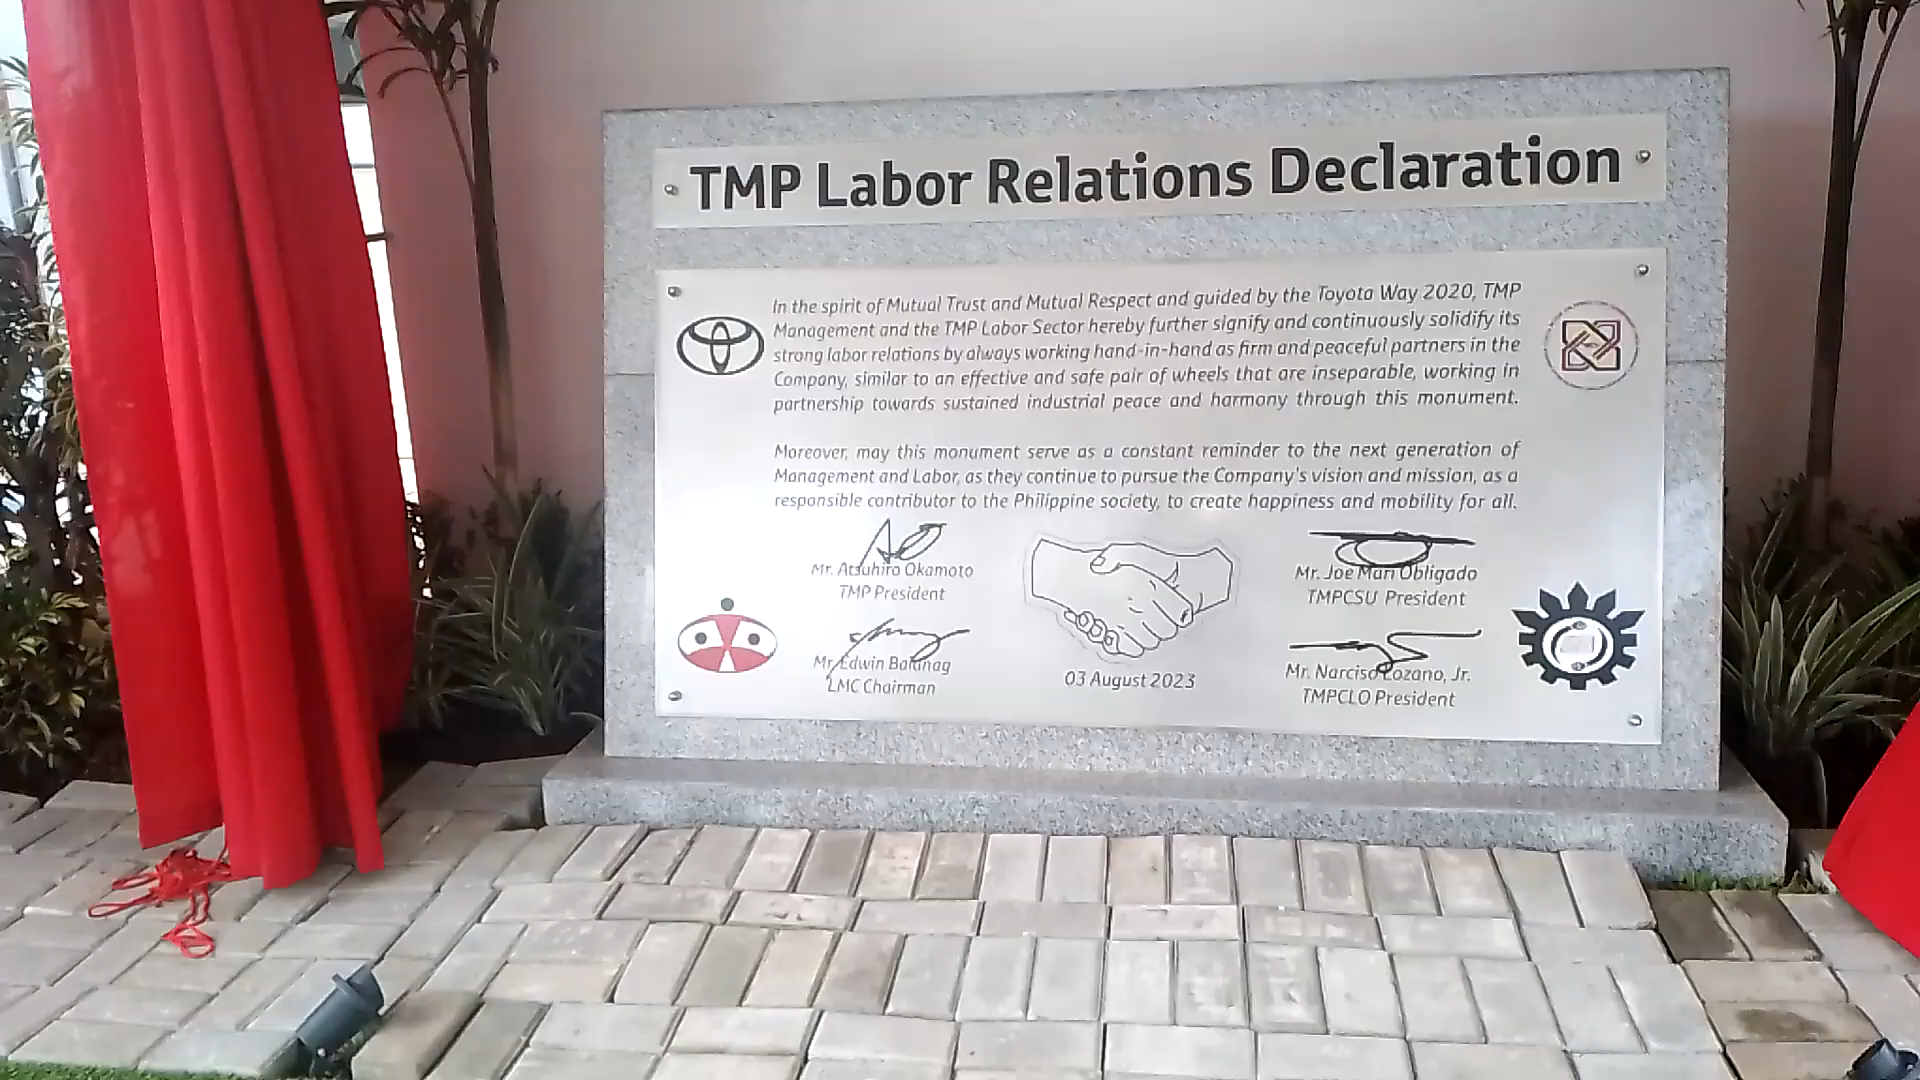 TMP Labor Relations Declaration
In the spirit of Mutual Trust and Mutual Respect and guided by the Toyota Way 2020, TMP
Management and the TMP Labor Sector hereby further signify and continuously solidify its
strong labor relations by always working hand-in-hand as firm and peaceful partners in the
Company, similar to an effective and safe pair of wheels that are inseparable, working in
partnership towards sustained industrial peace and harmony through this monument.
Moreover, may this monument serve as a constant reminder to the next generation of
Management and Labor, as they continue to pursue the Company's vision and mission, as a
responsible contributor to the Philippine society, to create happiness and mobility for all.
Mr. Atsuhiro Okamoto
TMP President
Mr. Joe Mari Obligado
TMPCSU President
Mr. Edwin Balinag
LMC Chairman
03 August 2023
Mr. Narciso Lozano, Jr.
TMPCLO President